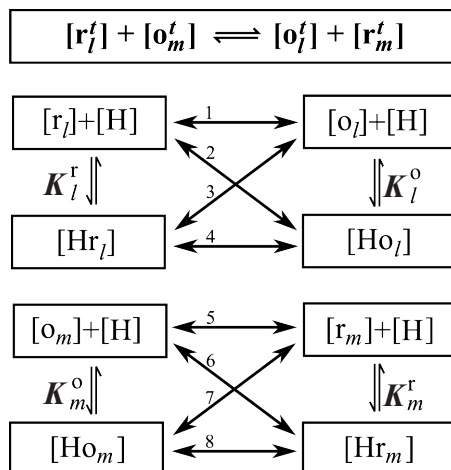 [r_l^t] + [o_m^t] ⇌ [o_l^t] + [r_m^t]
[r_l]+[H] 1 [o_l]+[H]
2
K_l^r ⇌ K_l^o
3
[Hr_l] 4 [Ho_l]
[o_m]+[H] 5 [r_m]+[H]
6
K_m^o ⇌ K_m^r
7
[Ho_m] 8 [Hr_m]